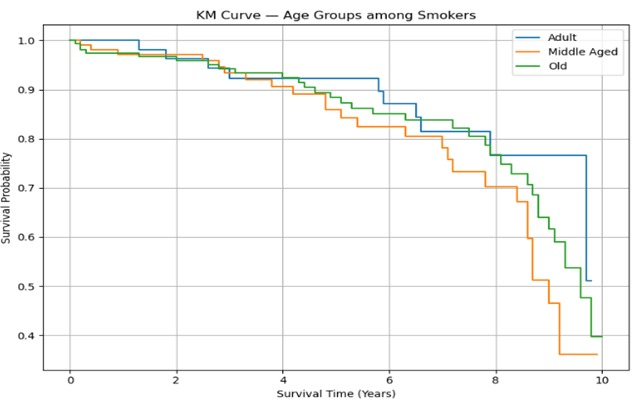 KM Curve — Age Groups among Smokers
Adult
Middle Aged
Old
1.0
0.9
0.8
0.7
0.6
0.5
0.4
Survival Probability
0 2 4 6 8 10
Survival Time (Years)